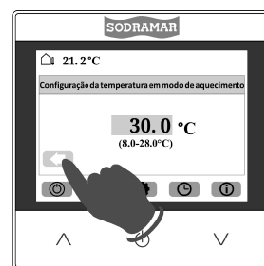 SODRAMAR
21. 2°C
Configuração da temperatura em modo de aquecimento
30. 0 °C
(8.0-28.0°C)